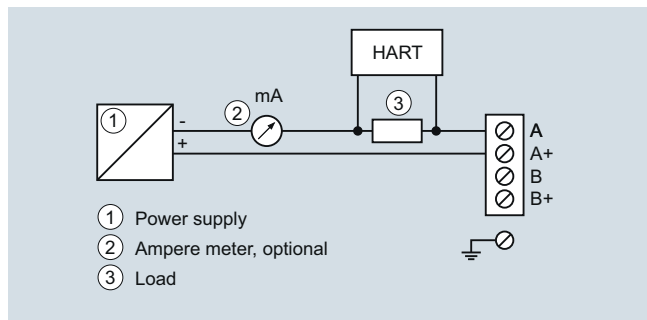 HART
mA
2
3
1
-
+
A
A+
B
B+
1 Power supply
2 Ampere meter, optional
3 Load